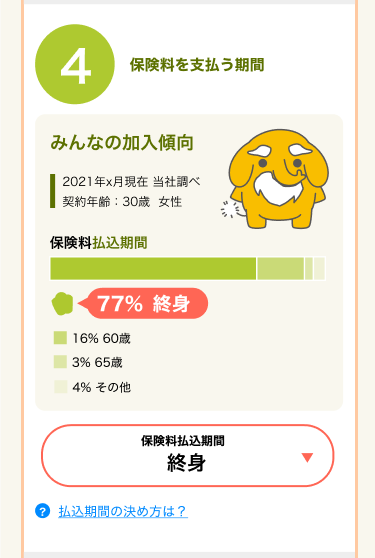 4
保険料を支払う期間
みんなの加入傾向
2021年x月現在 当社調べ
契約年齢：30歳 女性
保険料払込期間
77% 終身
16% 60歳
3% 65歳
4% その他
保険料払込期間
終身
? 払込期間の決め方は？